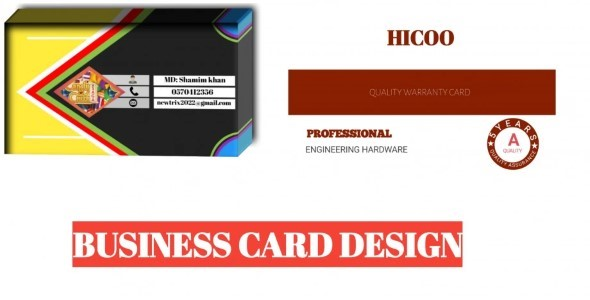 MD: Shamim khan
0570412356
newtrix2022@gmail.com
HICOO
QUALITY WARRANTY CARD
PROFESSIONAL
ENGINEERING HARDWARE
5 YEARS
A
QUALITY
QUALITY ASSURANCE
BUSINESS CARD DESIGN